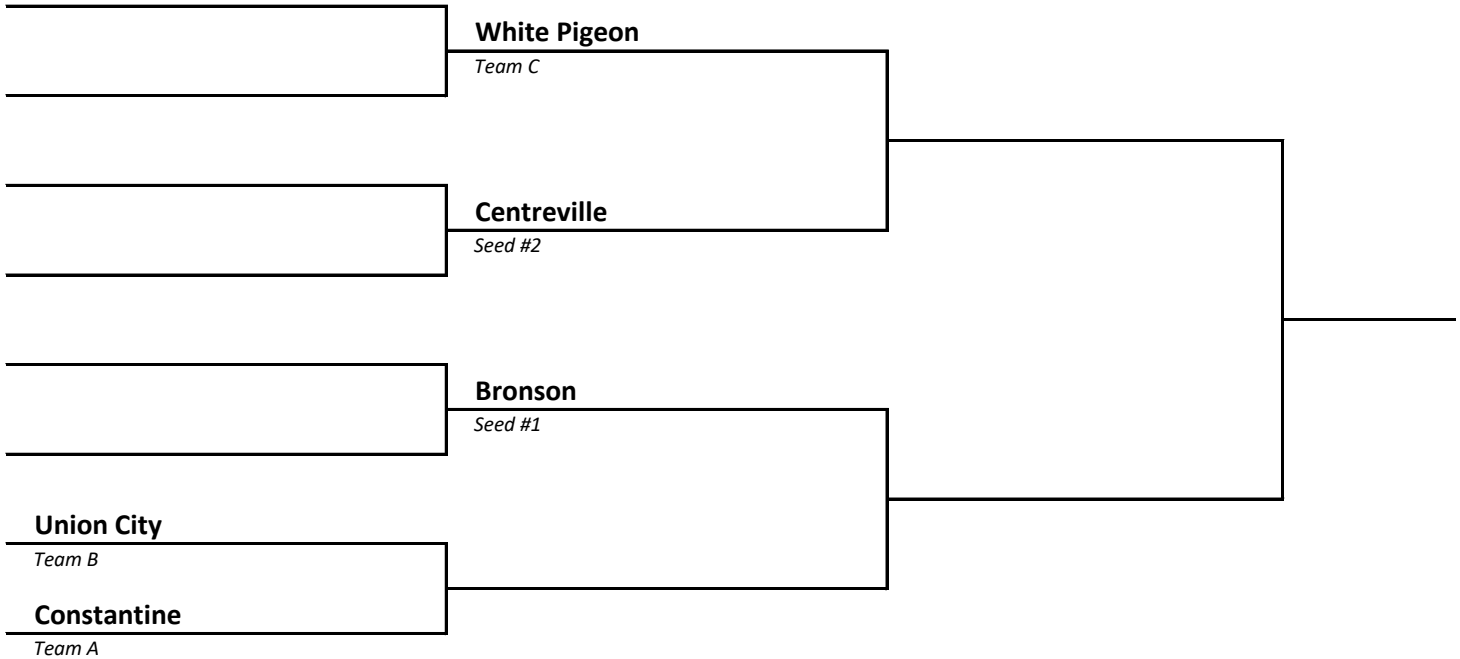 White Pigeon
Team C
Centreville
Seed #2
Bronson
Seed #1
Union City
Team B
Constantine
Team A